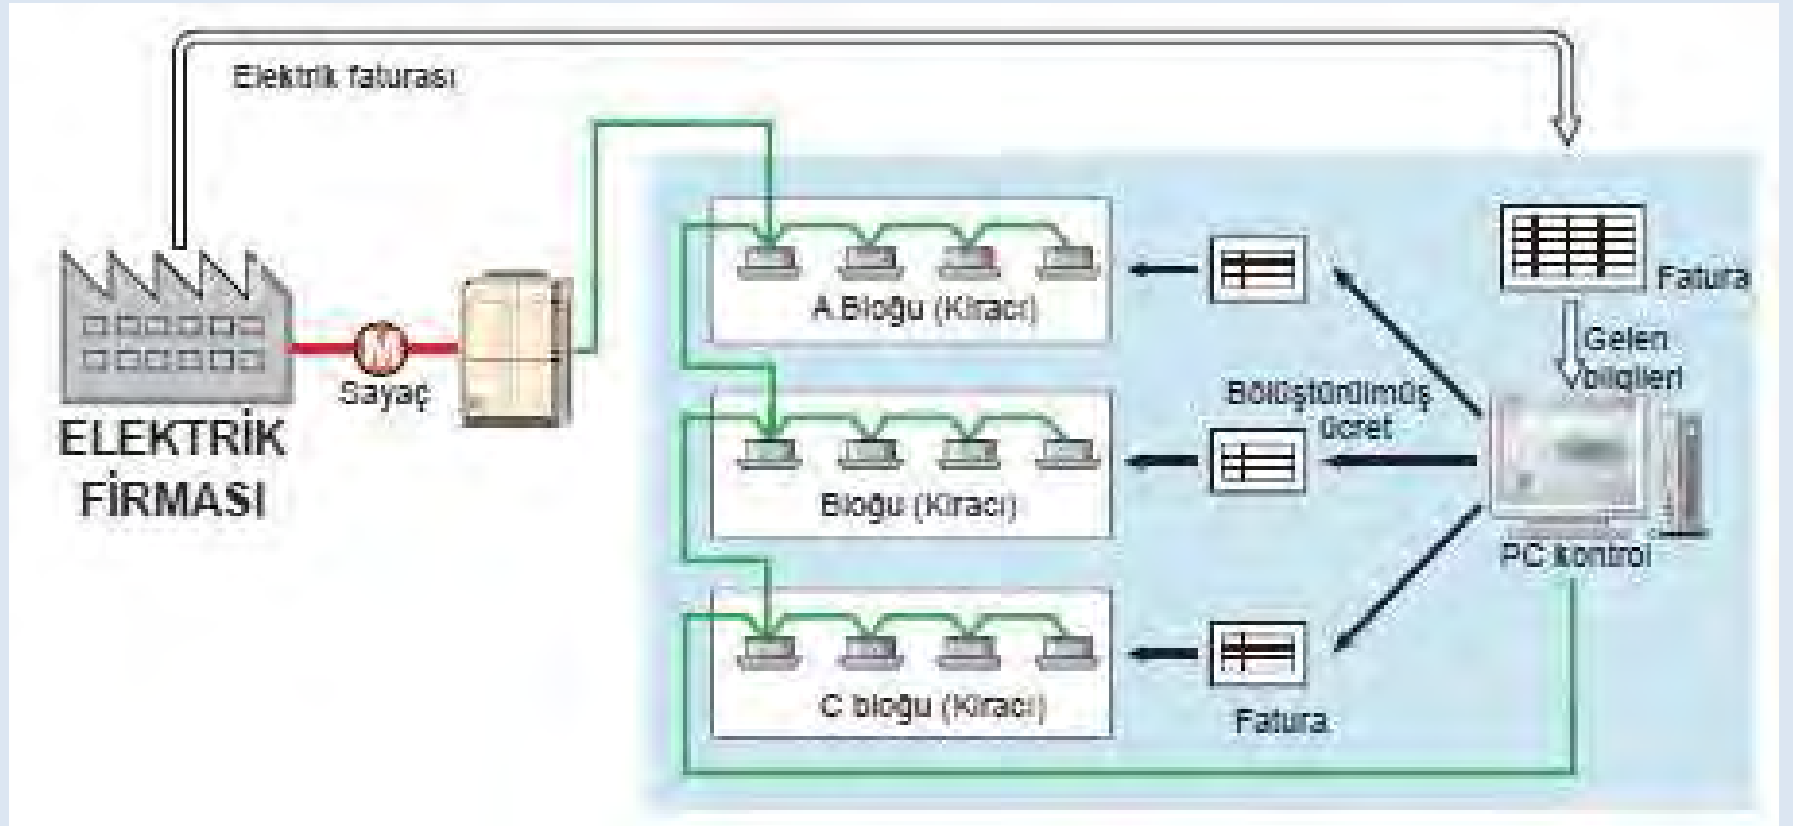 Elektrik faturası
A Bloğu (Kiracı)
Fatura
Gelen
bilgileri
M
Sayaç
Bölüştürülmüş
ücret
ELEKTRİK
FİRMASI
Bloğu (Kiracı)
PC kontrol
C bloğu (Kiracı)
Fatura